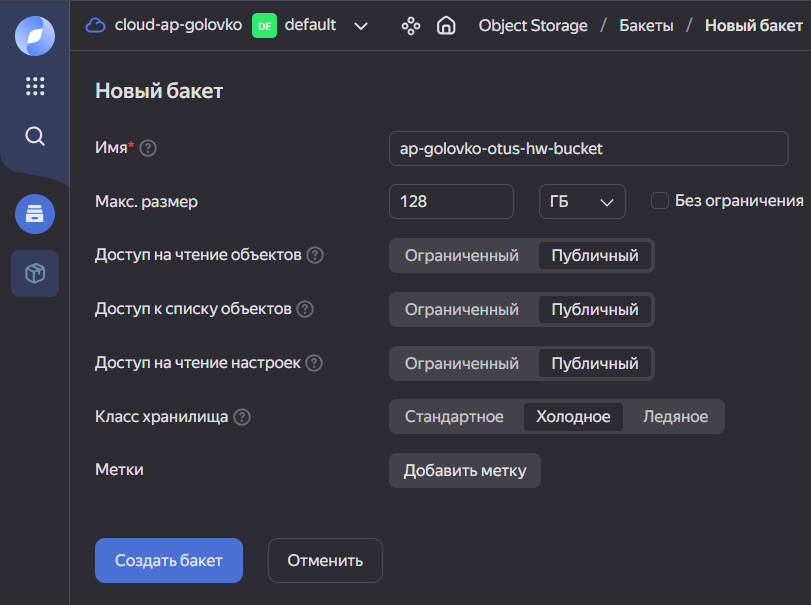 cloud-ap-golovko DE default Object Storage / Бакеты / Новый бакет
Новый бакет
Имя* ? ap-golovko-otus-hw-bucket
Макс. размер 128 ГБ Без ограничения
Доступ на чтение объектов ? Ограниченный Публичный
Доступ к списку объектов ? Ограниченный Публичный
Доступ на чтение настроек ? Ограниченный Публичный
Класс хранилища ? Стандартное Холодное Ледяное
Метки Добавить метку
Создать бакет Отменить